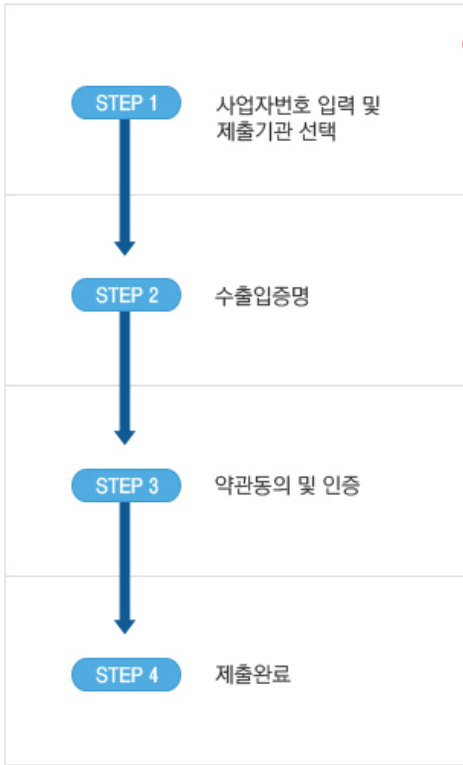 STEP 1
사업자번호 입력 및
제출기관 선택
STEP 2
수출입증명
STEP 3
약관동의 및 인증
STEP 4
제출완료